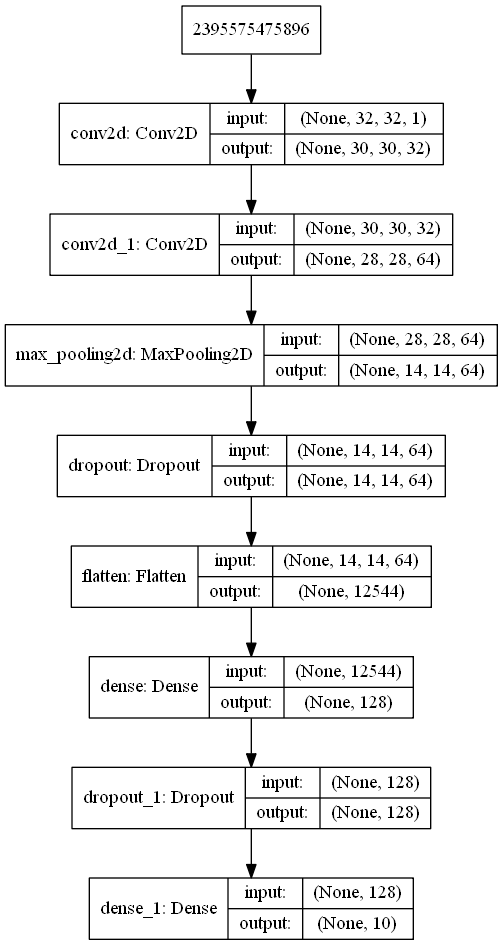 2395575475896
conv2d: Conv2D
input: (None, 32, 32, 1)
output: (None, 30, 30, 32)
conv2d_1: Conv2D
input: (None, 30, 30, 32)
output: (None, 28, 28, 64)
max_pooling2d: MaxPooling2D
input: (None, 28, 28, 64)
output: (None, 14, 14, 64)
dropout: Dropout
input: (None, 14, 14, 64)
output: (None, 14, 14, 64)
flatten: Flatten
input: (None, 14, 14, 64)
output: (None, 12544)
dense: Dense
input: (None, 12544)
output: (None, 128)
dropout_1: Dropout
input: (None, 128)
output: (None, 128)
dense_1: Dense
input: (None, 128)
output: (None, 10)